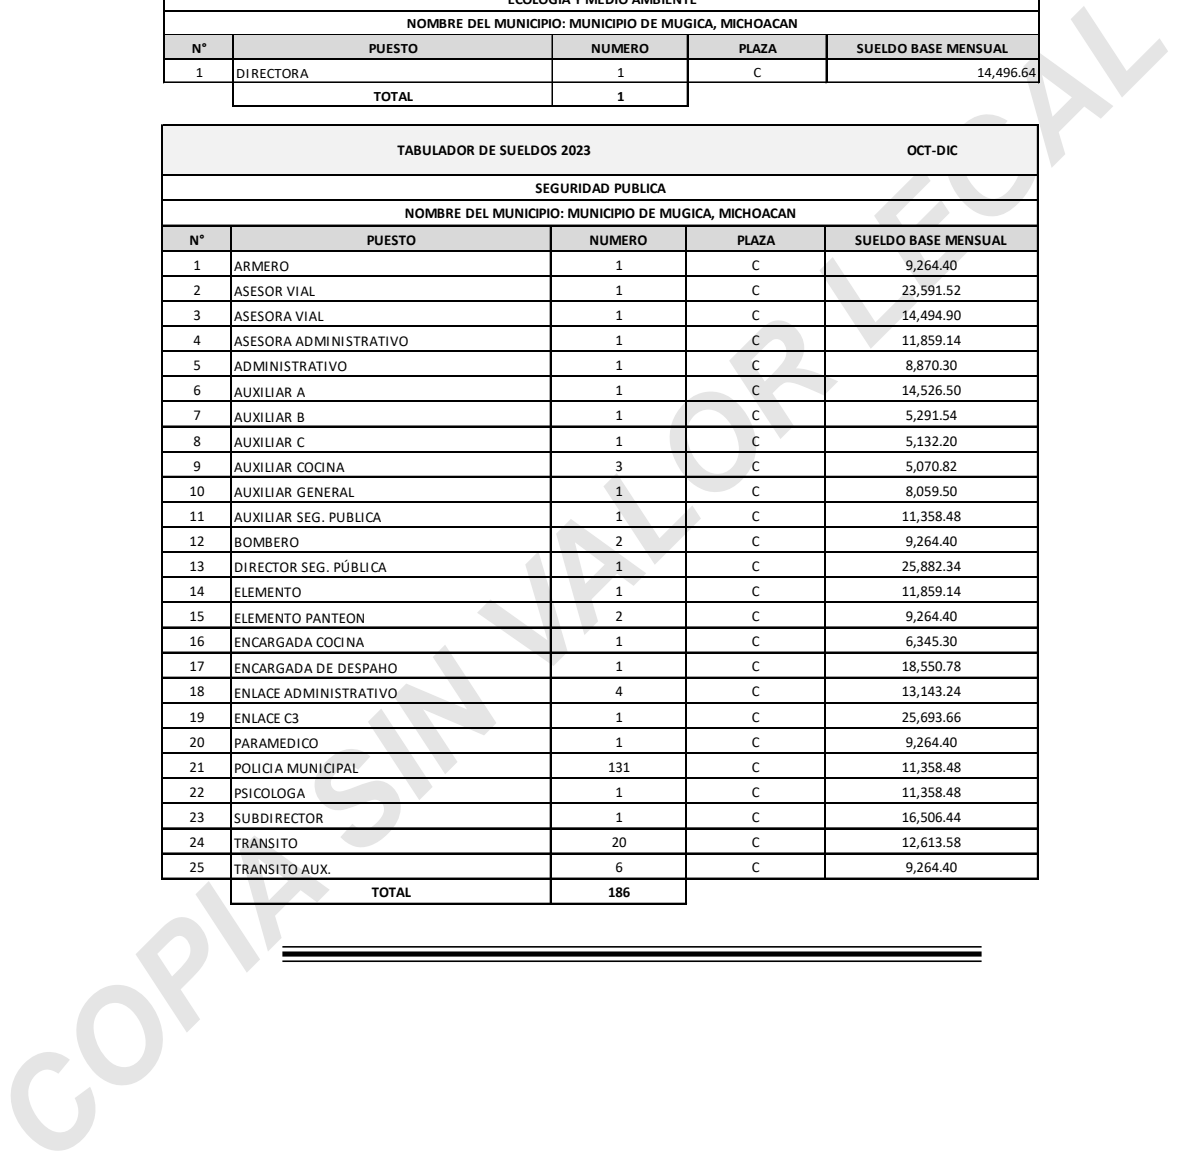 ECOLOGIA Y MEDIO AMBIENTE
NOMBRE DEL MUNICIPIO: MUNICIPIO DE MUGICA, MICHOACAN
N° PUESTO NUMERO PLAZA SUELDO BASE MENSUAL
1 DIRECTORA 1 C 14,496.64
TOTAL 1
TABULADOR DE SUELDOS 2023 OCT-DIC
SEGURIDAD PUBLICA
NOMBRE DEL MUNICIPIO: MUNICIPIO DE MUGICA, MICHOACAN
N° PUESTO NUMERO PLAZA SUELDO BASE MENSUAL
1 ARMERO 1 C 9,264.40
2 ASESOR VIAL 1 C 23,591.52
3 ASESORA VIAL 1 C 14,494.90
4 ASESORA ADMINISTRATIVO 1 C 11,859.14
5 ADMINISTRATIVO 1 C 8,870.30
6 AUXILIAR A 1 C 14,526.50
7 AUXILIAR B 1 C 5,291.54
8 AUXILIAR C 1 C 5,132.20
9 AUXILIAR COCINA 3 C 5,070.82
10 AUXILIAR GENERAL 1 C 8,059.50
11 AUXILIAR SEG. PUBLICA 1 C 11,358.48
12 BOMBERO 2 C 9,264.40
13 DIRECTOR SEG. PÚBLICA 1 C 25,882.34
14 ELEMENTO 1 C 11,859.14
15 ELEMENTO PANTEON 2 C 9,264.40
16 ENCARGADA COCINA 1 C 6,345.30
17 ENCARGADA DE DESPAHO 1 C 18,550.78
18 ENLACE ADMINISTRATIVO 4 C 13,143.24
19 ENLACE C3 1 C 25,693.66
20 PARAMEDICO 1 C 9,264.40
21 POLICIA MUNICIPAL 131 C 11,358.48
22 PSICOLOGA 1 C 11,358.48
23 SUBDIRECTOR 1 C 16,506.44
24 TRANSITO 20 C 12,613.58
25 TRANSITO AUX. 6 C 9,264.40
TOTAL 186
COPIA SIN VALOR LEGAL